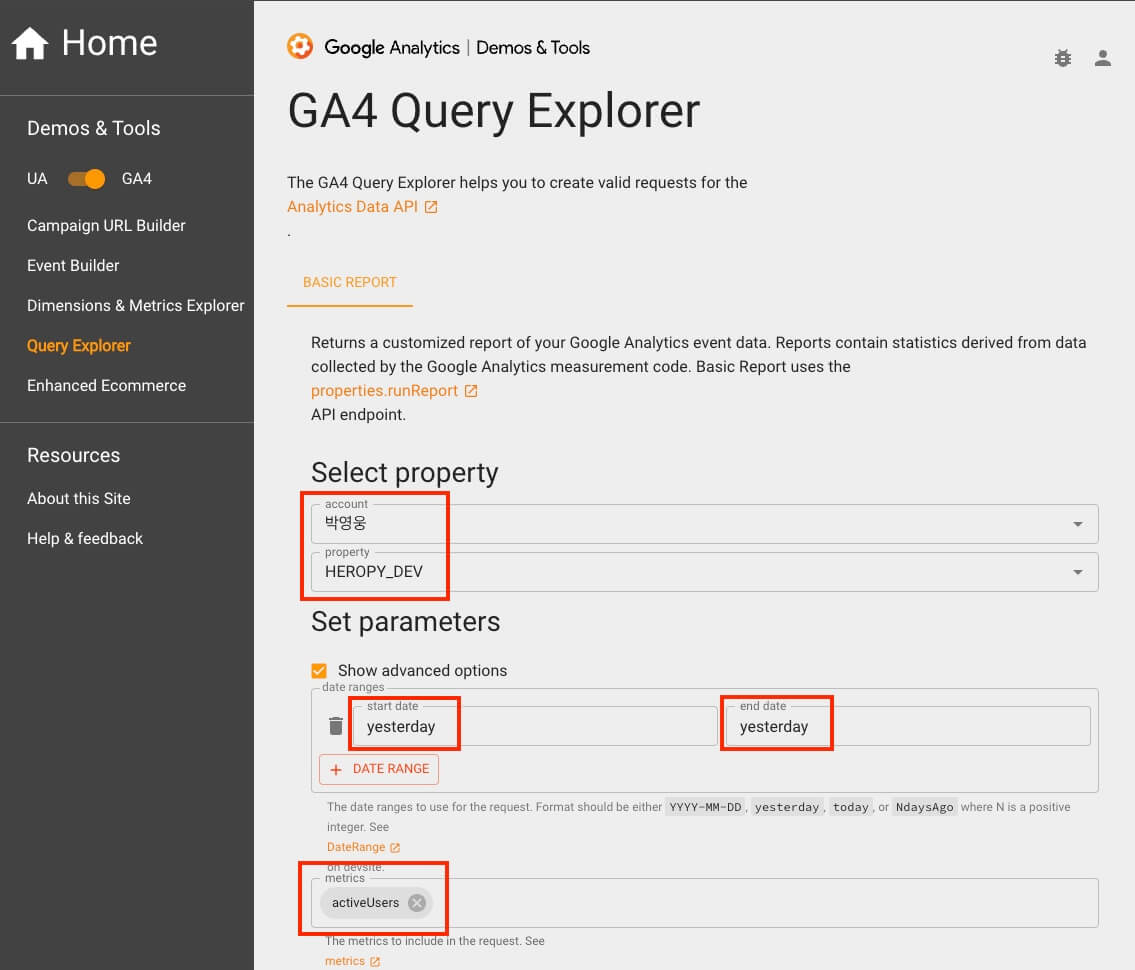 Home
Demos & Tools
UA GA4
Campaign URL Builder
Event Builder
Dimensions & Metrics Explorer
Query Explorer
Enhanced Ecommerce
Resources
About this Site
Help & feedback
Google Analytics | Demos & Tools
GA4 Query Explorer
The GA4 Query Explorer helps you to create valid requests for the
Analytics Data API
.
BASIC REPORT
Returns a customized report of your Google Analytics event data. Reports contain statistics derived from data
collected by the Google Analytics measurement code. Basic Report uses the
properties.runReport
API endpoint.
Select property
account
박영웅
property
HEROPY_DEV
Set parameters
Show advanced options
date ranges
start date
yesterday
end date
yesterday
+ DATE RANGE
The date ranges to use for the request. Format should be either YYYY-MM-DD, yesterday, today, or NdaysAgo where N is a positive
integer. See
DateRange
on devsite.
metrics
activeUsers
The metrics to include in the request. See
metrics